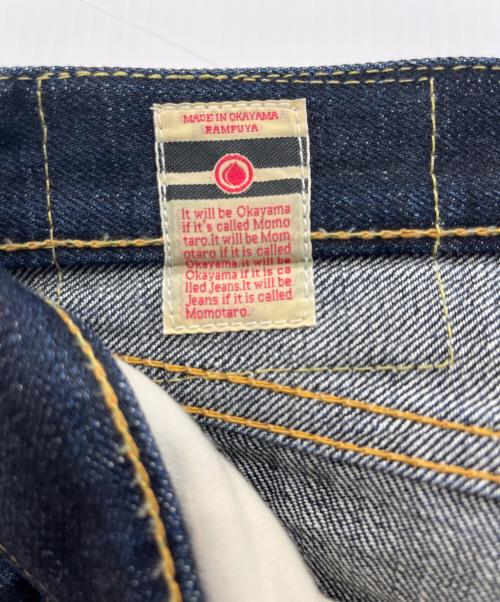 MADE IN OKAYAMA
RAMPUYA
It will be Okayama
if it's called Momo
taro.It will be Mom
otaro if it is called
Okayama.It will be
Okayama if it is ca
lled Jeans.It will be
Jeans if it is called
Momotaro.